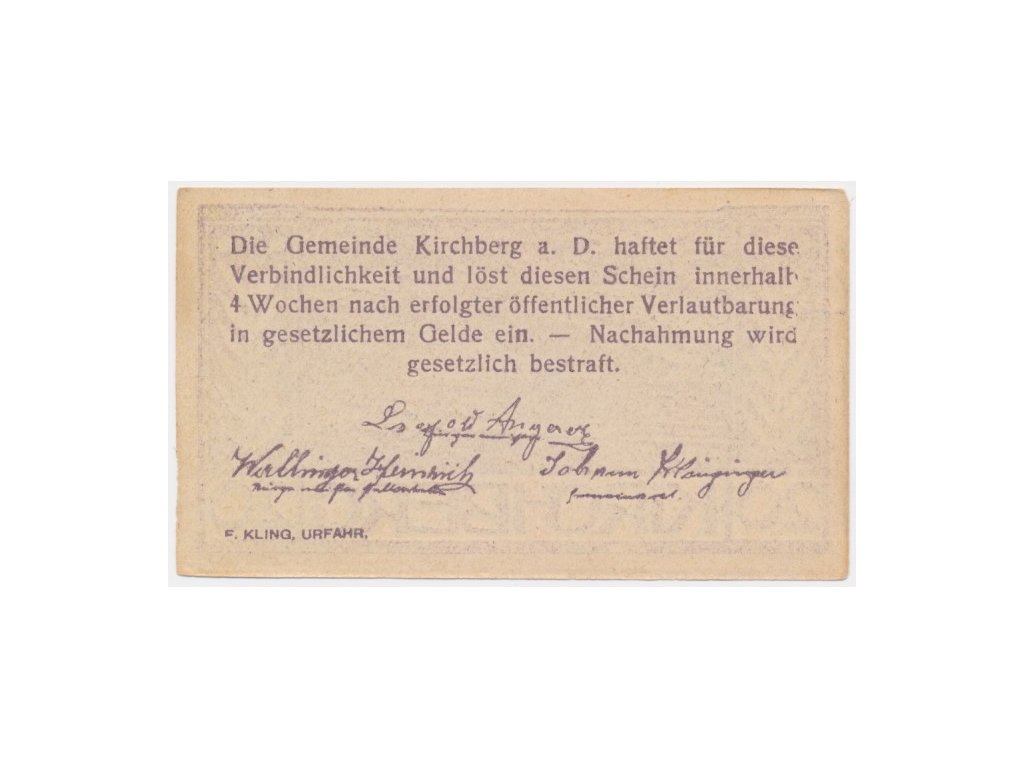 Die Gemeinde Kirchberg a. D. haftet für diese
Verbindlichkeit und löst diesen Schein innerhalb
4 Wochen nach erfolgter öffentlicher Verlautbarung
in gesetzlichem Gelde ein. — Nachahmung wird
gesetzlich bestraft.
Leopold Angerer
Heinrich Johann
Gemeinderat.
F. KLING, URFAHR,